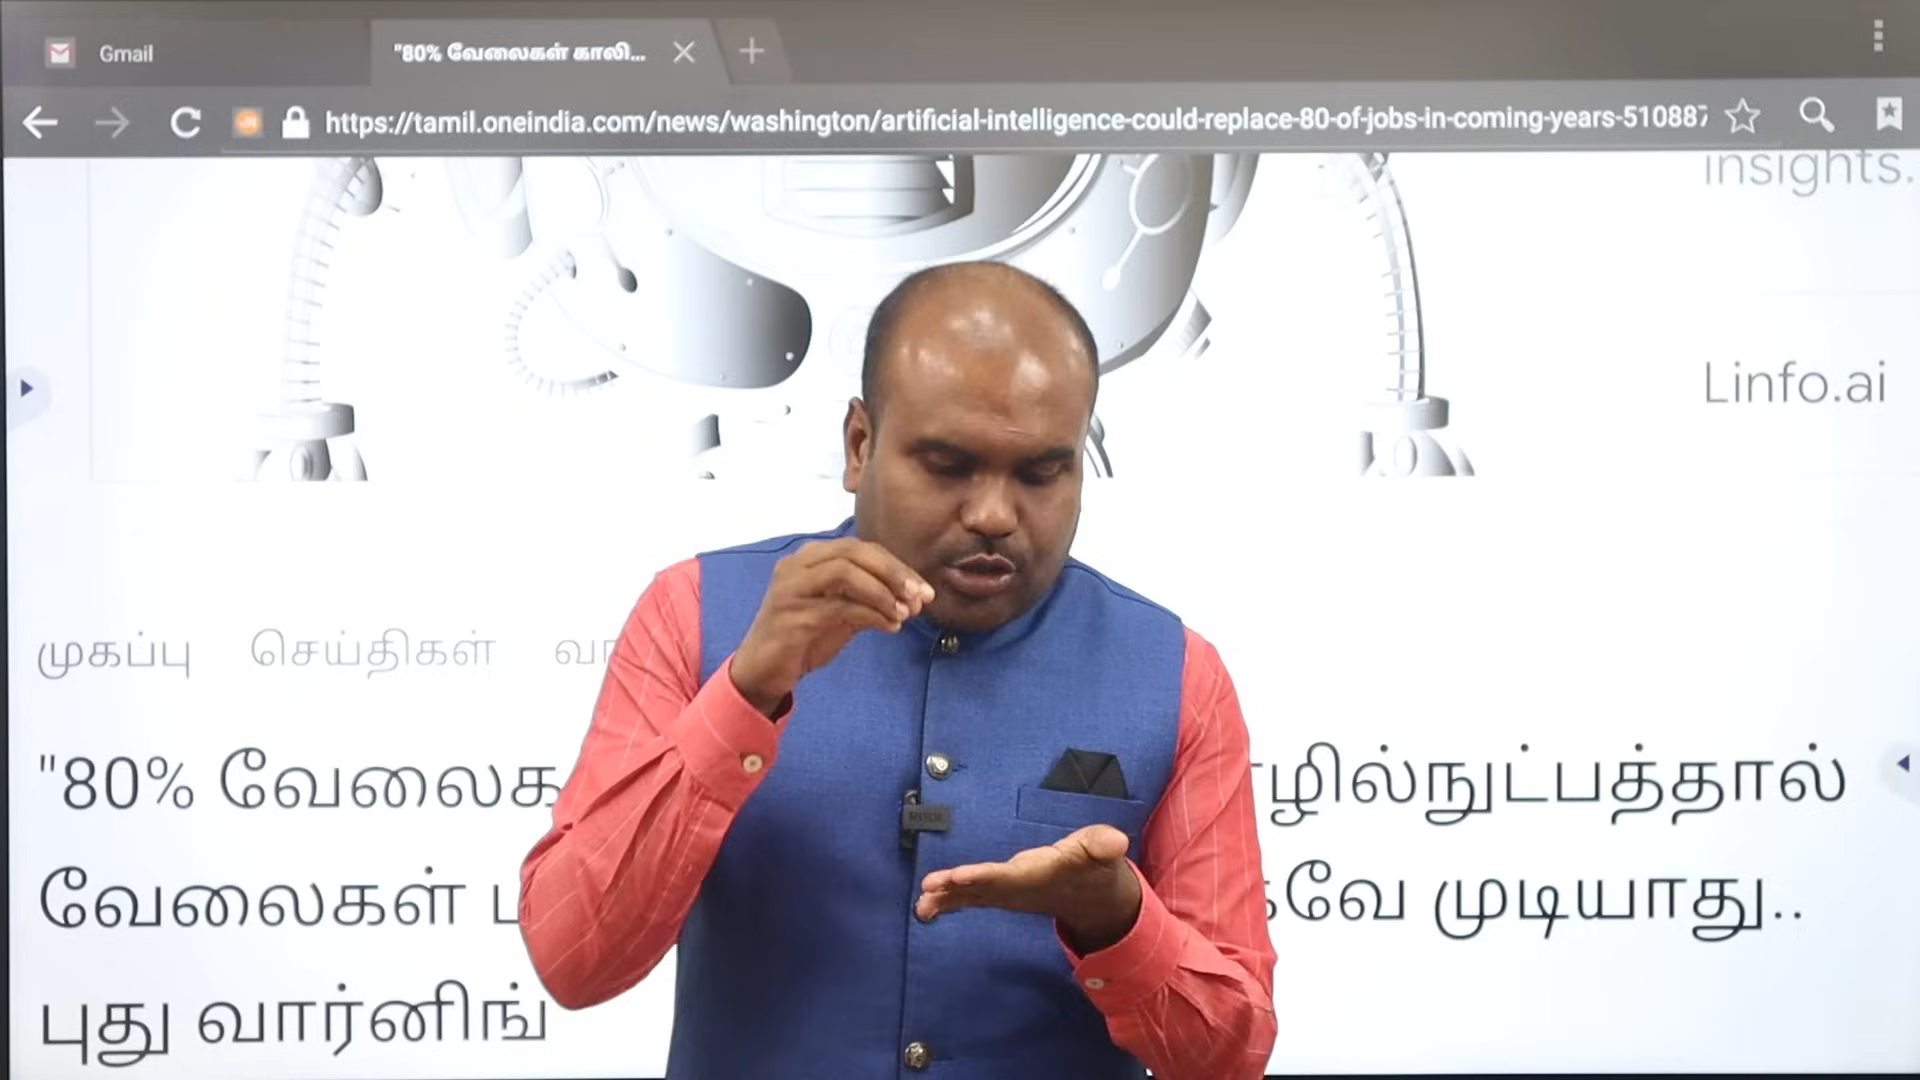 Gmail
"80% வேலைகள் காலி...
https://tamil.oneindia.com/news/washington/artificial-intelligence-could-replace-80-of-jobs-in-coming-years-510887
insights.
Linfo.ai
முகப்பு செய்திகள்
"80%
வேலைகள் முடியாது..
புது வார்னிங்